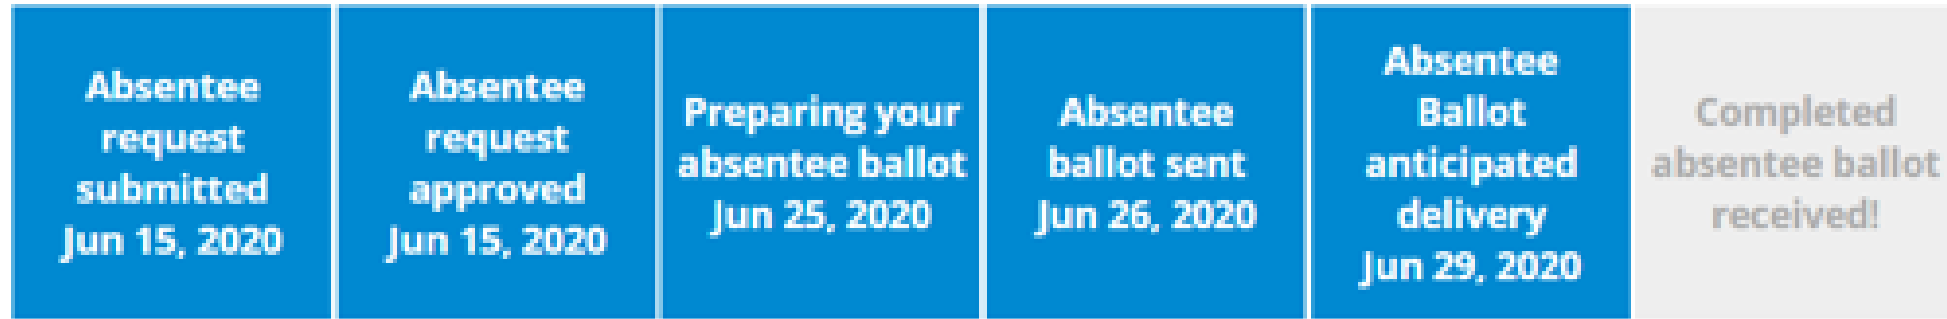 Absentee
request
submitted
Jun 15, 2020
Absentee
request
approved
Jun 15, 2020
Preparing your
absentee ballot
Jun 25, 2020
Absentee
ballot sent
Jun 26, 2020
Absentee
Ballot
anticipated
delivery
Jun 29, 2020
Completed
absentee ballot
received!